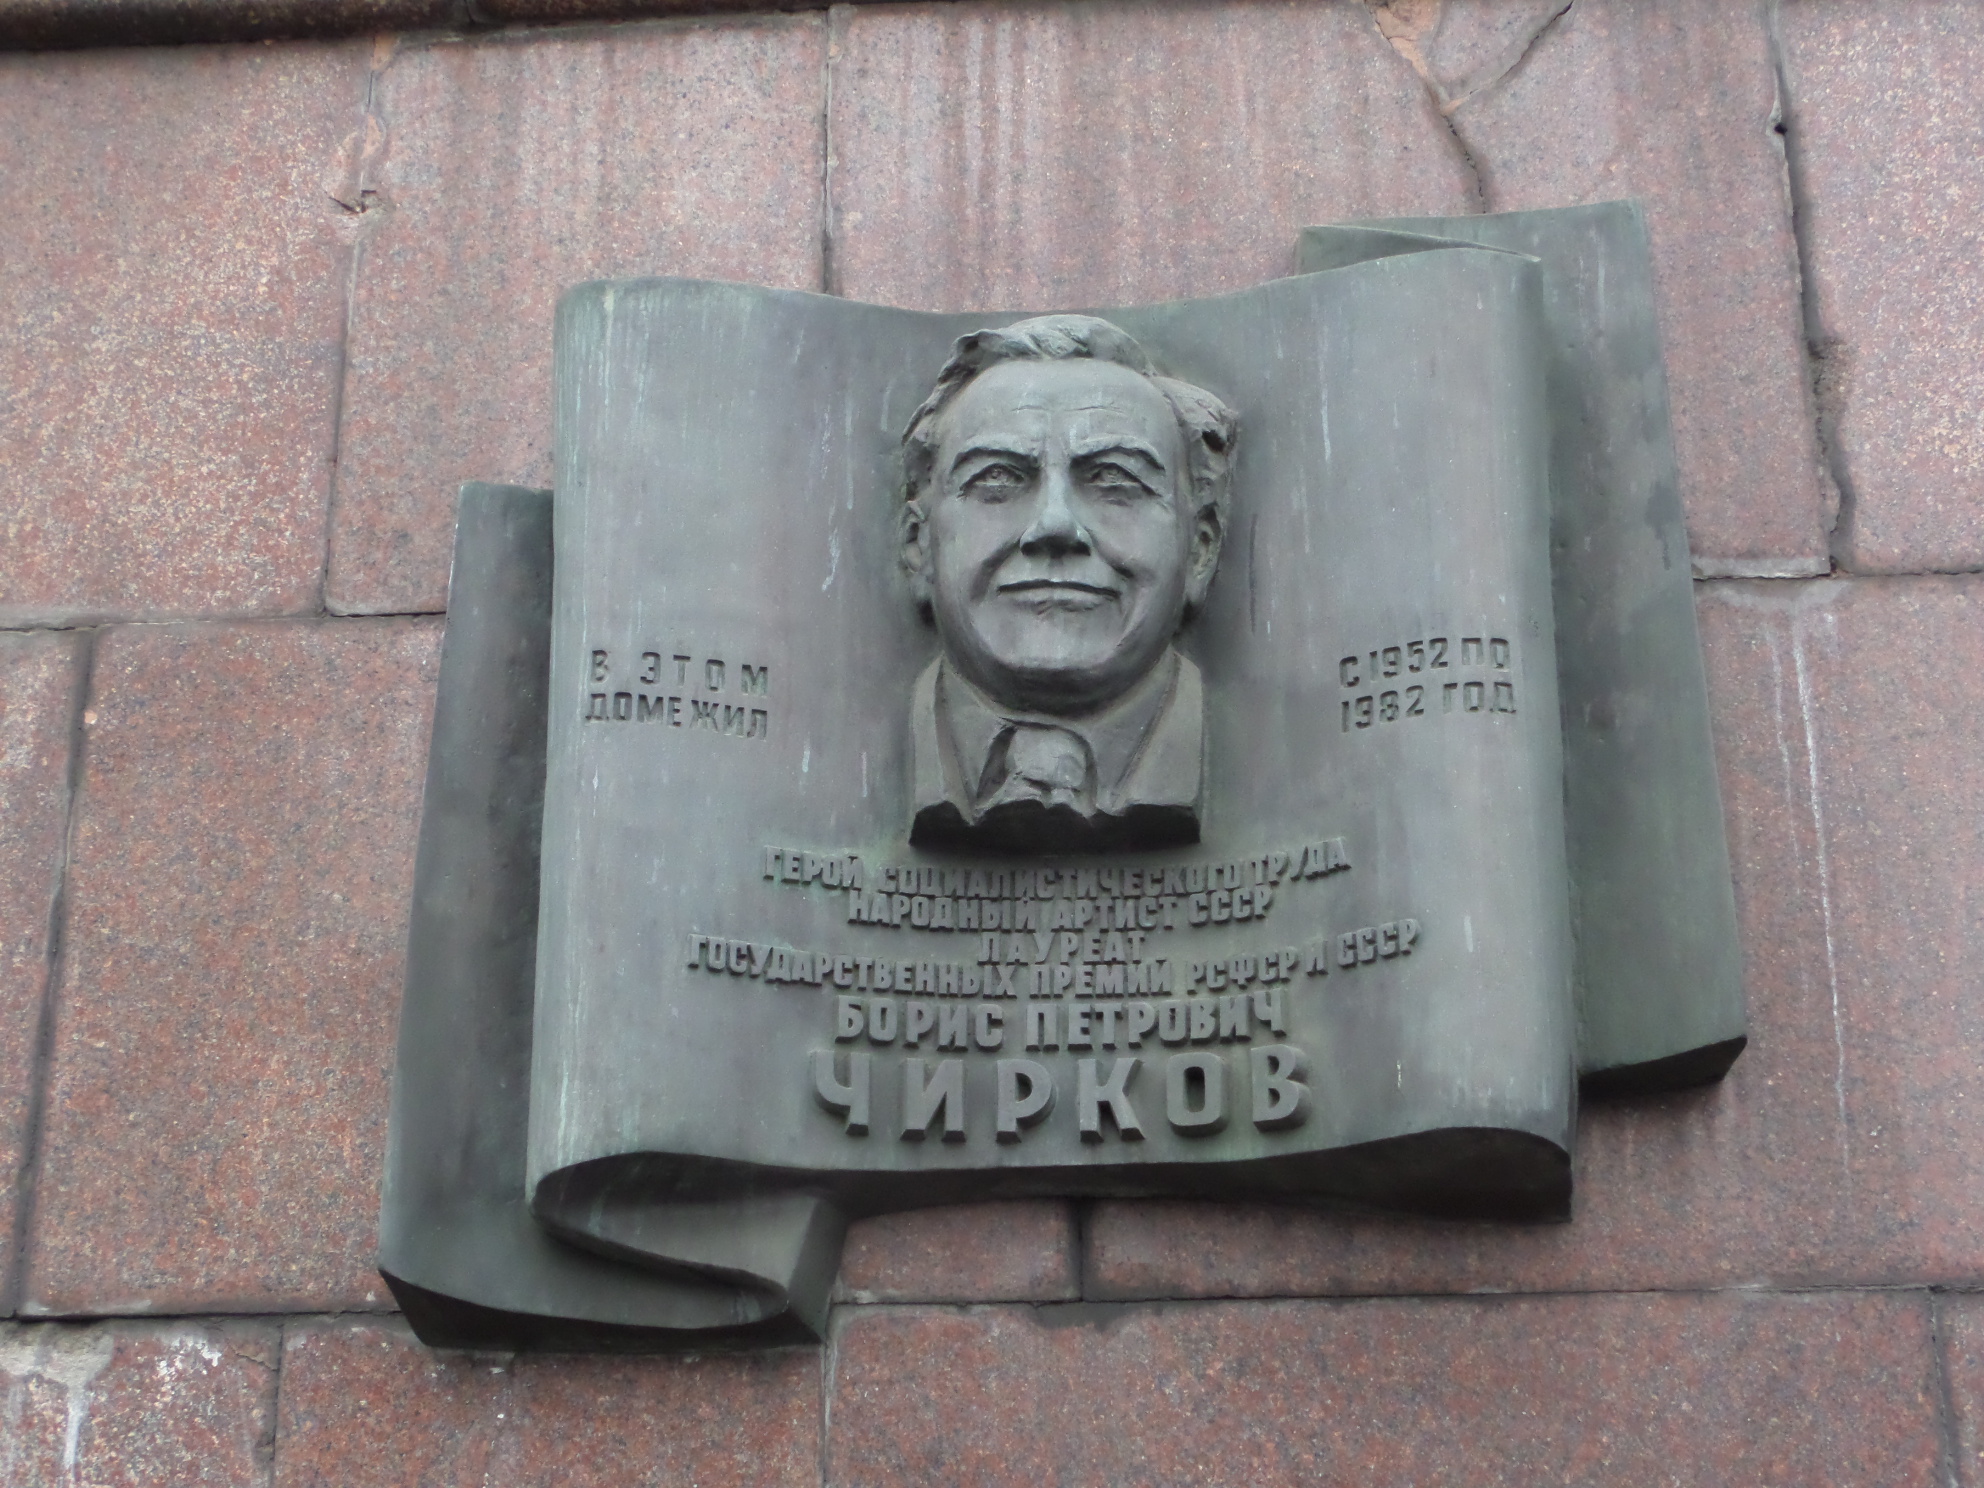 В ЭТОМ
ДОМЕ ЖИЛ
С 1952 ПО
1982 ГОД
ГЕРОЙ СОЦИАЛИСТИЧЕСКОГО ТРУДА
НАРОДНЫЙ АРТИСТ СССР
ЛАУРЕАТ
ГОСУДАРСТВЕННЫХ ПРЕМИЙ РСФСР И СССР
БОРИС ПЕТРОВИЧ
ЧИРКОВ